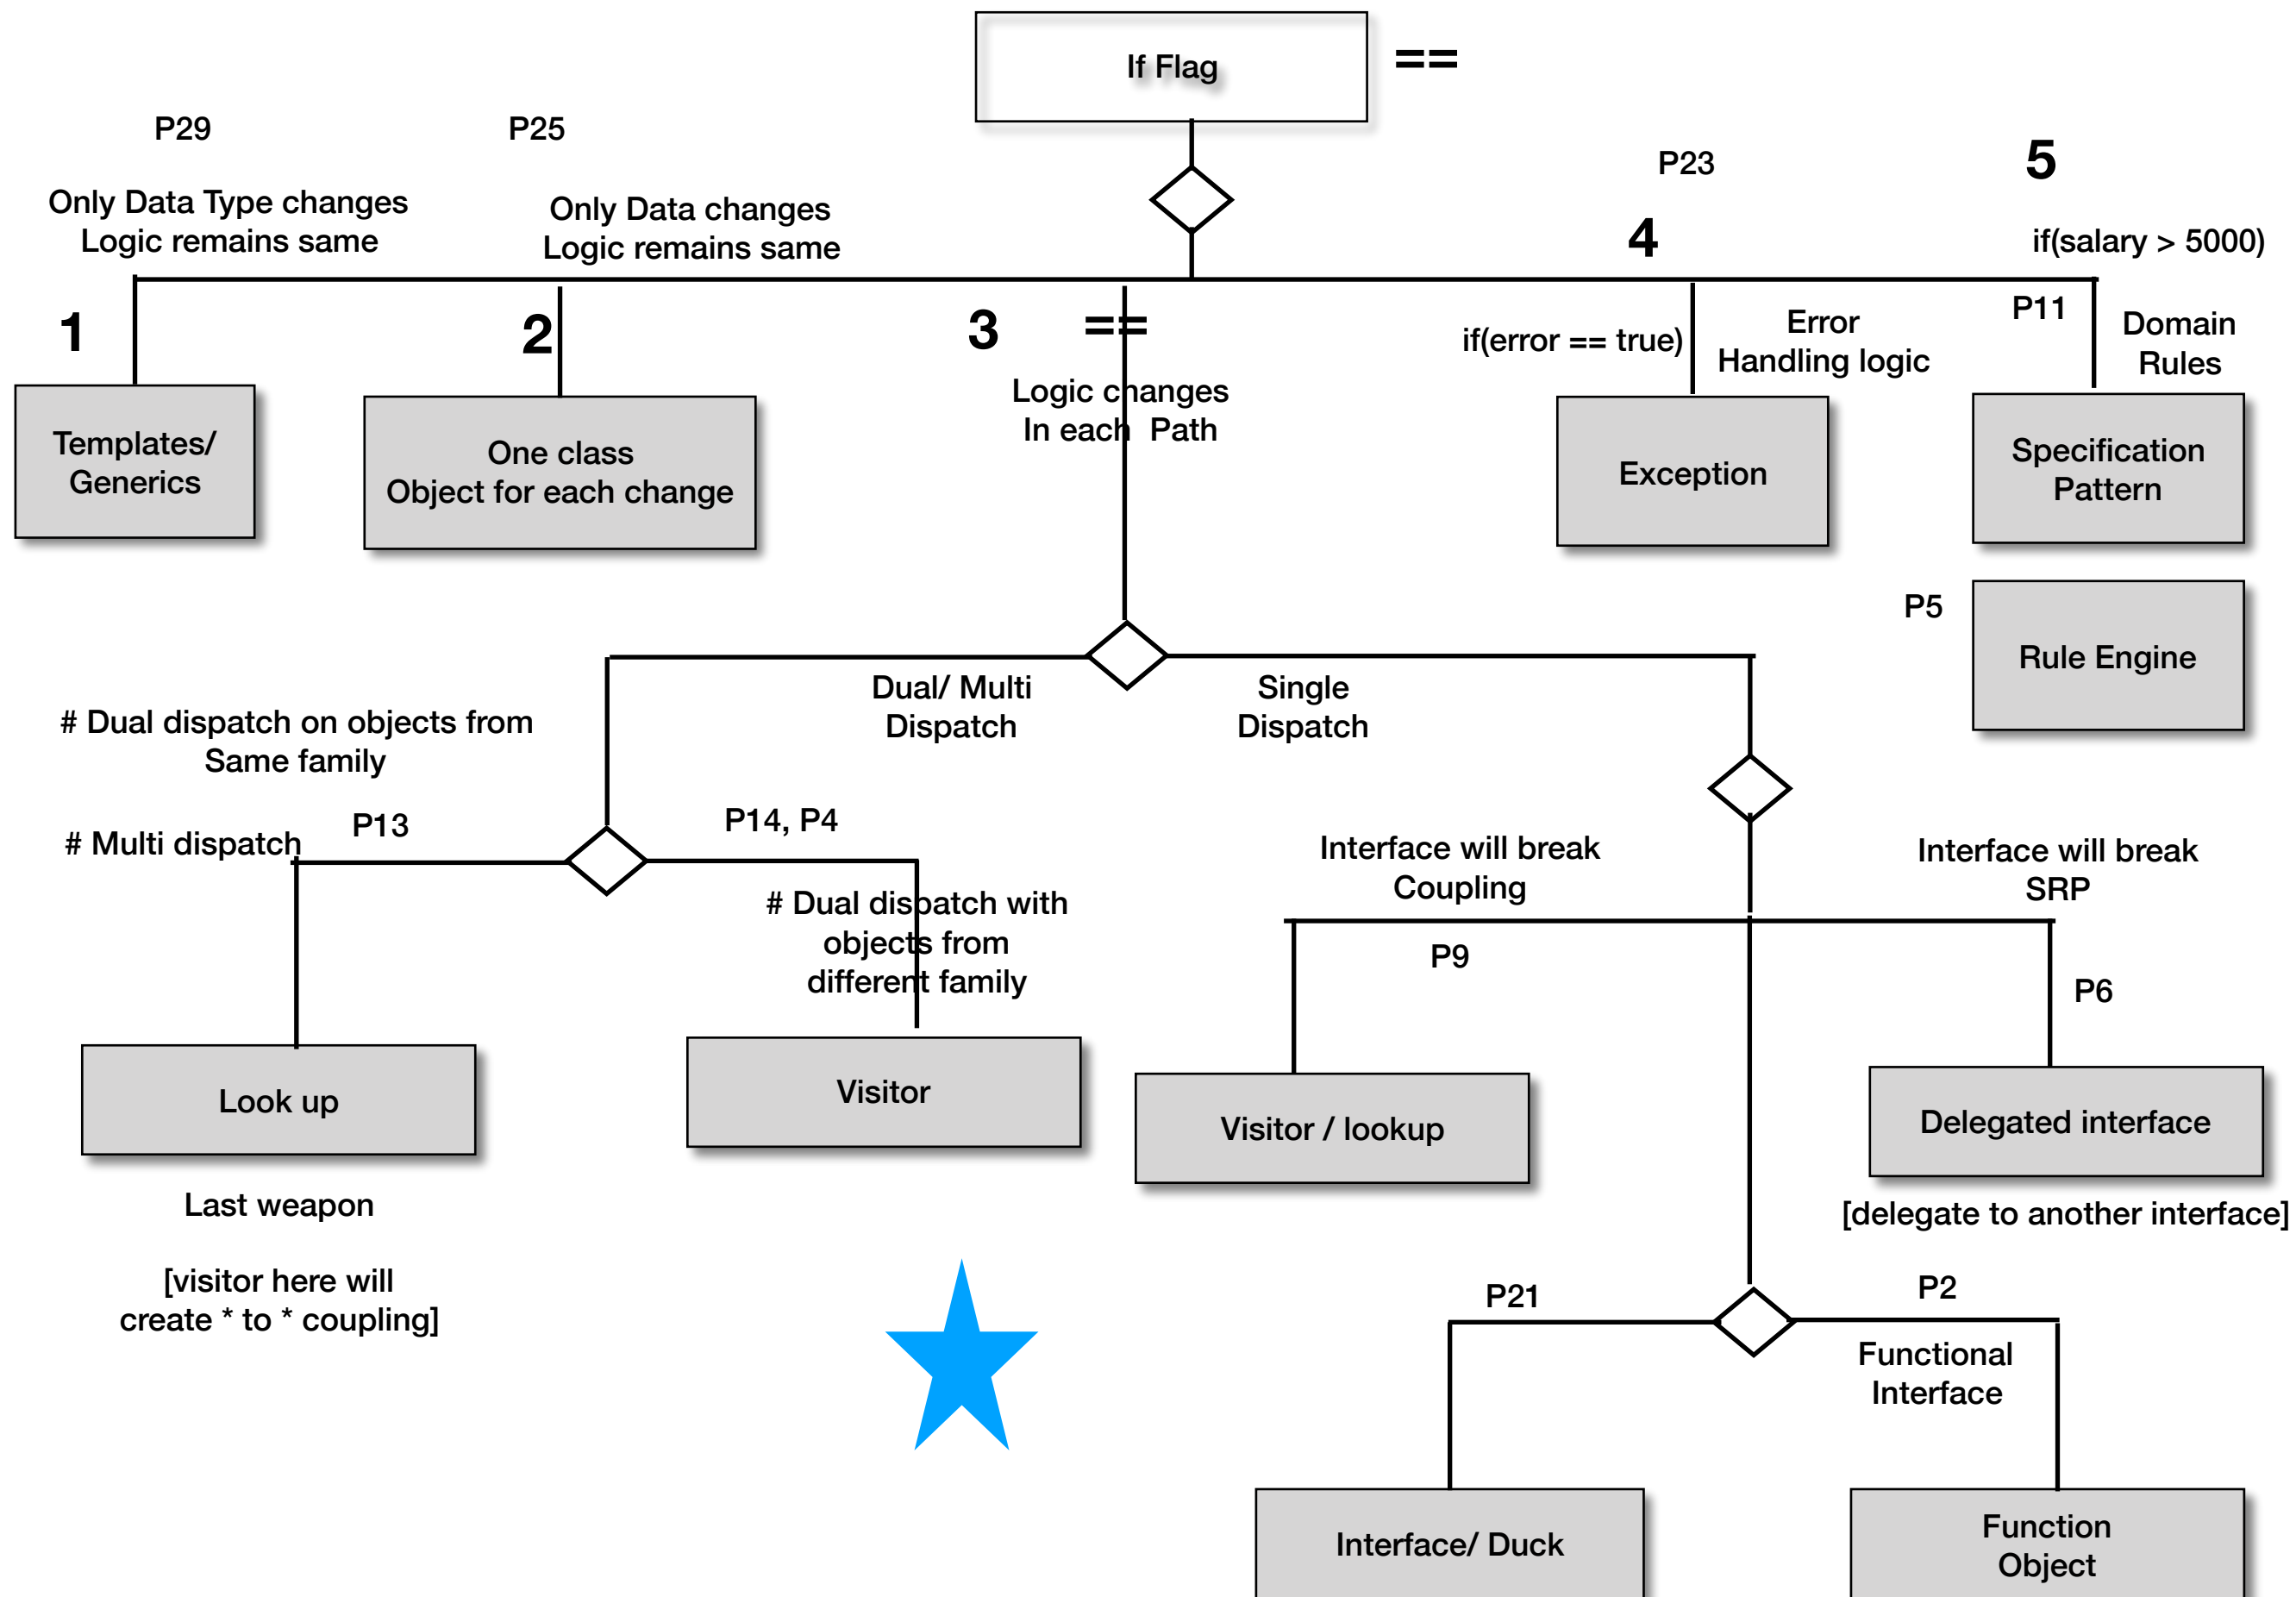 If Flag
==
P29
P25
P23
5
Only Data Type changes
Logic remains same
Only Data changes
Logic remains same
4
if(salary > 5000)
1
2
3
==
Logic changes
In each Path
if(error == true)
Error
Handling logic
P11
Domain
Rules
Templates/
Generics
One class
Object for each change
Exception
Specification
Pattern
P5
Rule Engine
Dual/ Multi
Dispatch
Single
Dispatch
# Dual dispatch on objects from
Same family
# Multi dispatch
P13
P14, P4
# Dual dispatch with
objects from
different family
Interface will break
Coupling
Interface will break
SRP
P9
P6
Look up
Visitor
Visitor / lookup
Delegated interface
Last weapon
[delegate to another interface]
[visitor here will
create * to * coupling]
P21
P2
Functional
Interface
Interface/ Duck
Function
Object